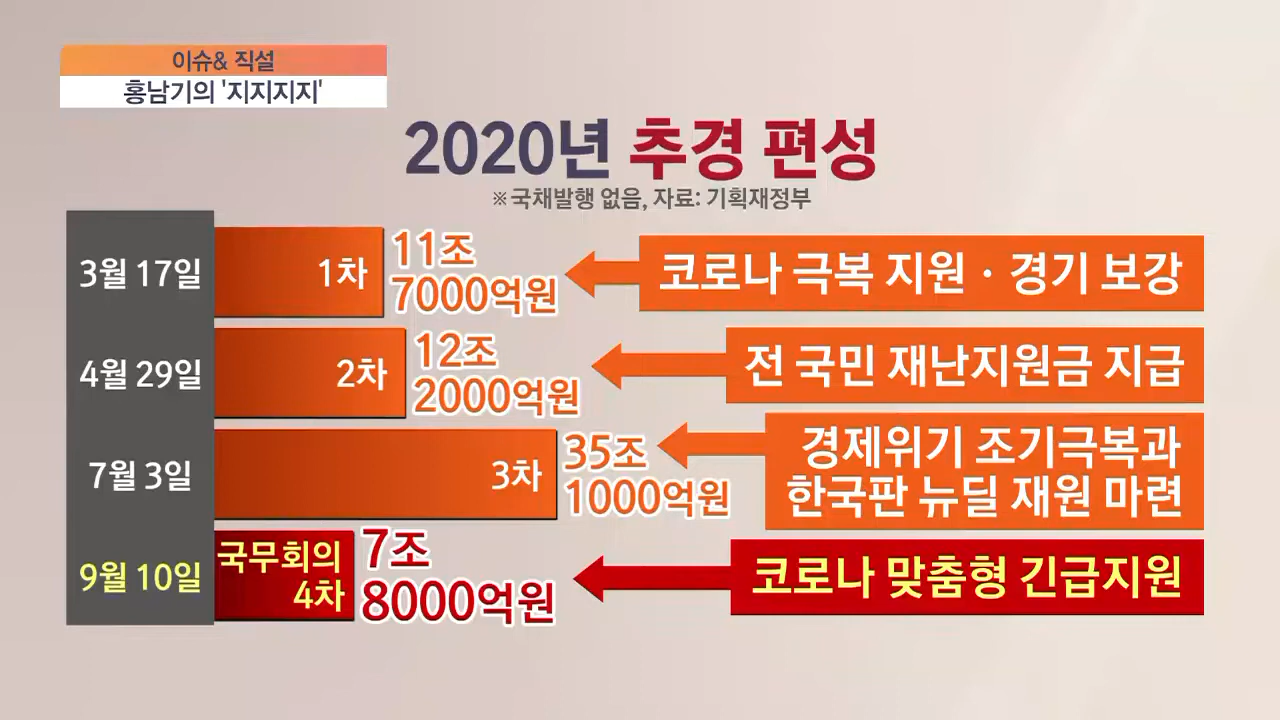 이슈& 직설
홍남기의 '지지지지'
2020년 추경 편성
※국채발행 없음, 자료: 기획재정부
3월 17일
1차
11조
7000억원
코로나 극복 지원 · 경기 보강
4월 29일
2차
12조
2000억원
전 국민 재난지원금 지급
7월 3일
3차
35조
1000억원
경제위기 조기극복과
한국판 뉴딜 재원 마련
9월 10일
국무회의
4차
7조
8000억원
코로나 맞춤형 긴급지원